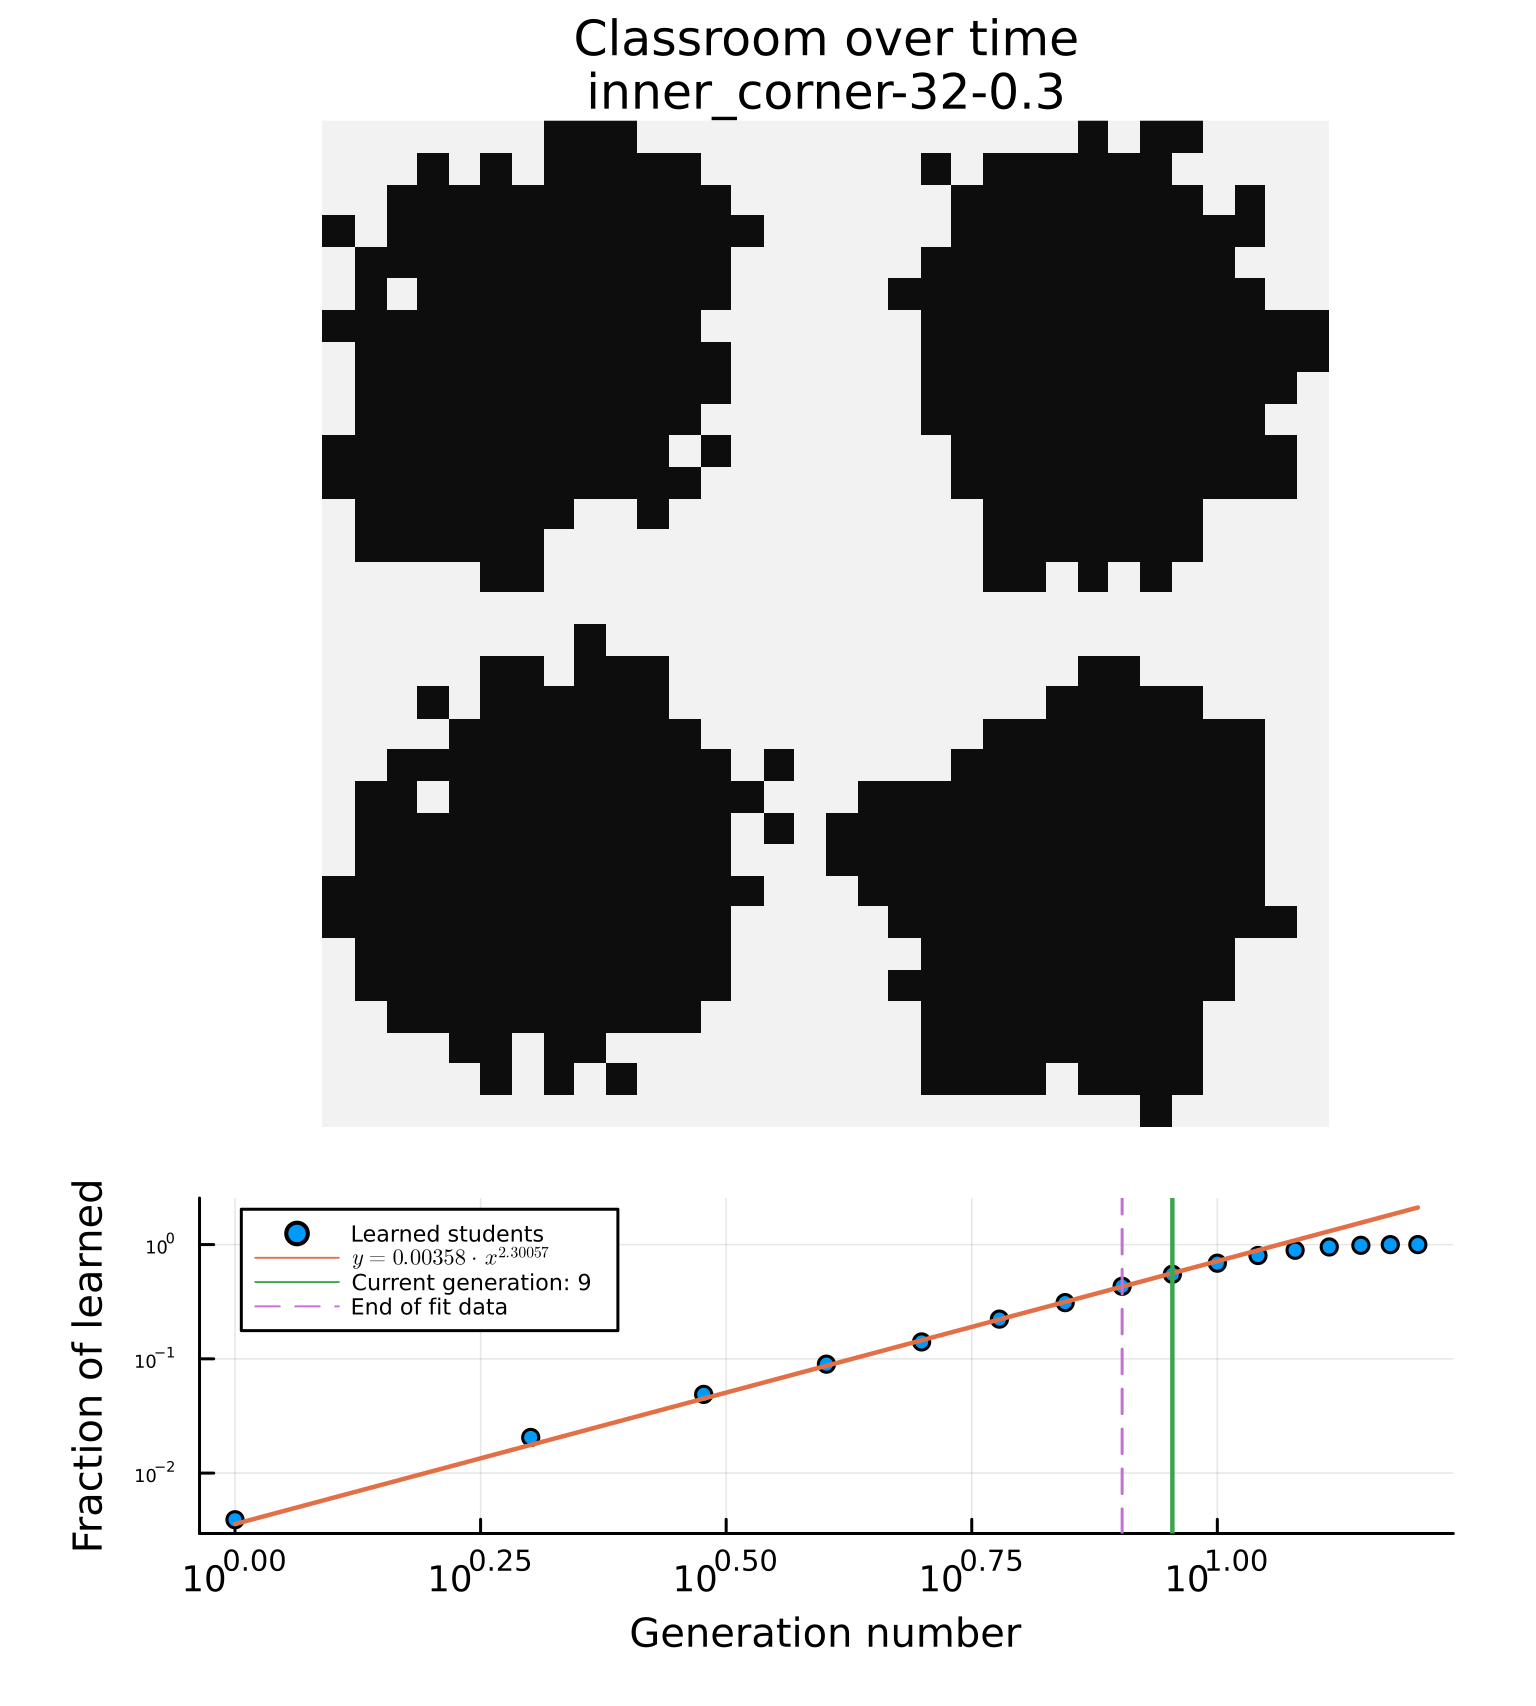 Classroom over time
inner_corner-32-0.3
Fraction of learned
10^0
10^-1
10^-2
Learned students
y = 0.00358 · x^2.30057
Current generation: 9
End of fit data
10^0.00 10^0.25 10^0.50 10^0.75 10^1.00
Generation number